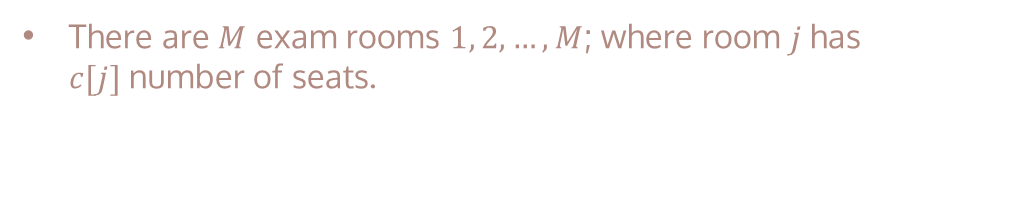 • There are M exam rooms 1, 2, ..., M; where room j has
c[j] number of seats.